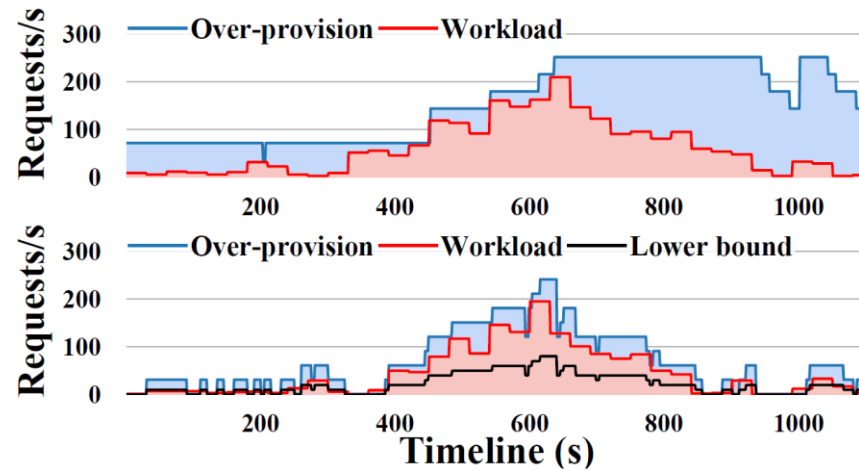 Over-provision Workload
Requests/s
300
200
100
0
200 400 600 800 1000
Over-provision Workload Lower bound
Requests/s
300
200
100
0
200 400 600 800 1000
Timeline (s)